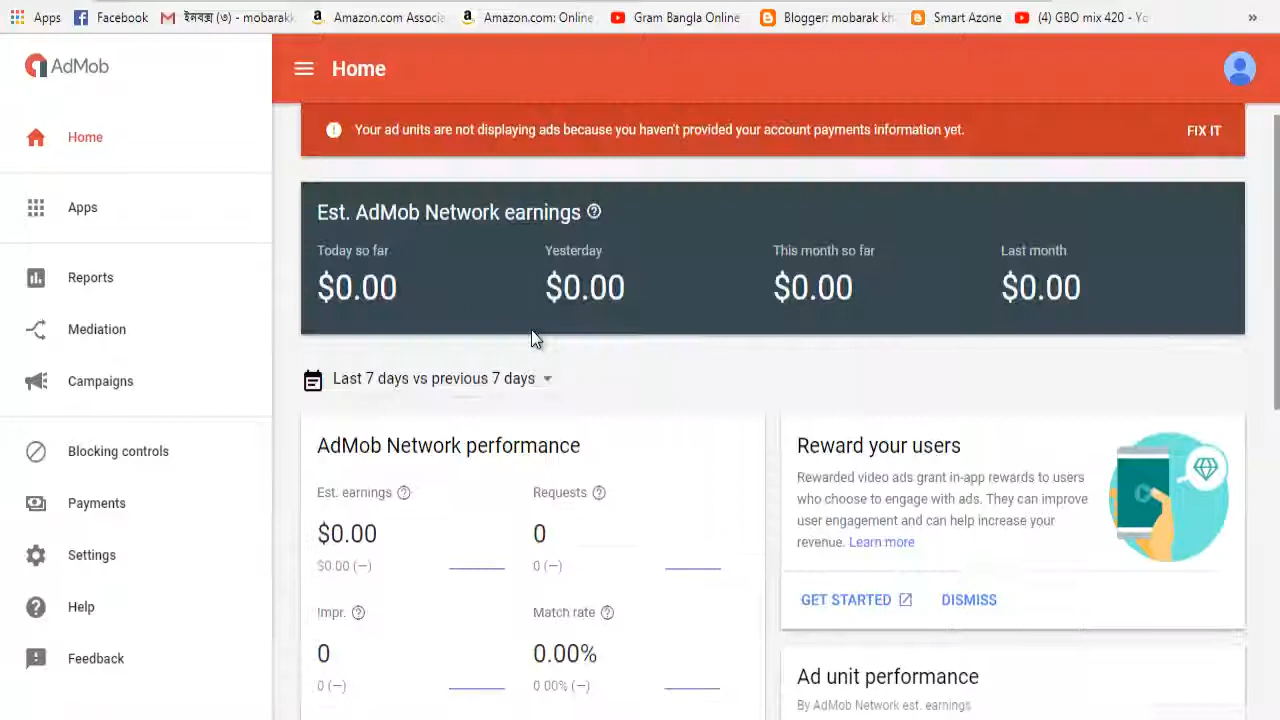 Apps Facebook ইনবক্স (৩) - mobarakk Amazon.com Associa Amazon.com: Online Gram Bangla Online Blogger: mobarak kh Smart Azone (4) GBO mix 420 - Yo »
AdMob
Home
Home
Your ad units are not displaying ads because you haven't provided your account payments information yet.
FIX IT
Apps
Reports
Mediation
Campaigns
Blocking controls
Payments
Settings
Help
Feedback
Est. AdMob Network earnings
Today so far Yesterday This month so far Last month
$0.00 $0.00 $0.00 $0.00
Last 7 days vs previous 7 days
AdMob Network performance
Est. earnings Requests
$0.00 0
$0.00 (—) 0 (—)
Impr. Match rate
0 0.00%
0 (—) 0.00% (—)
Reward your users
Rewarded video ads grant in-app rewards to users
who choose to engage with ads. They can improve
user engagement and can help increase your
revenue. Learn more
GET STARTED DISMISS
Ad unit performance
By AdMob Network est. earnings